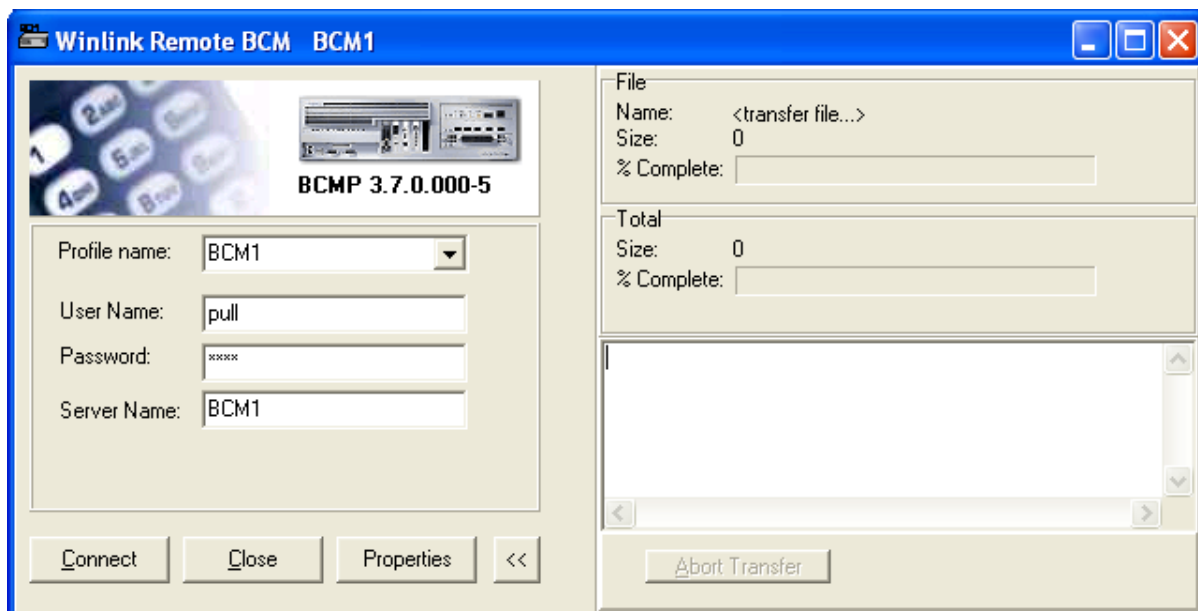 Winlink Remote BCM BCM1
BCMP 3.7.0.000-5
Profile name: BCM1
User Name: pull
Password: ××××
Server Name: BCM1
Connect Close Properties <<
File
Name: <transfer file...>
Size: 0
% Complete:
Total
Size: 0
% Complete:
Abort Transfer